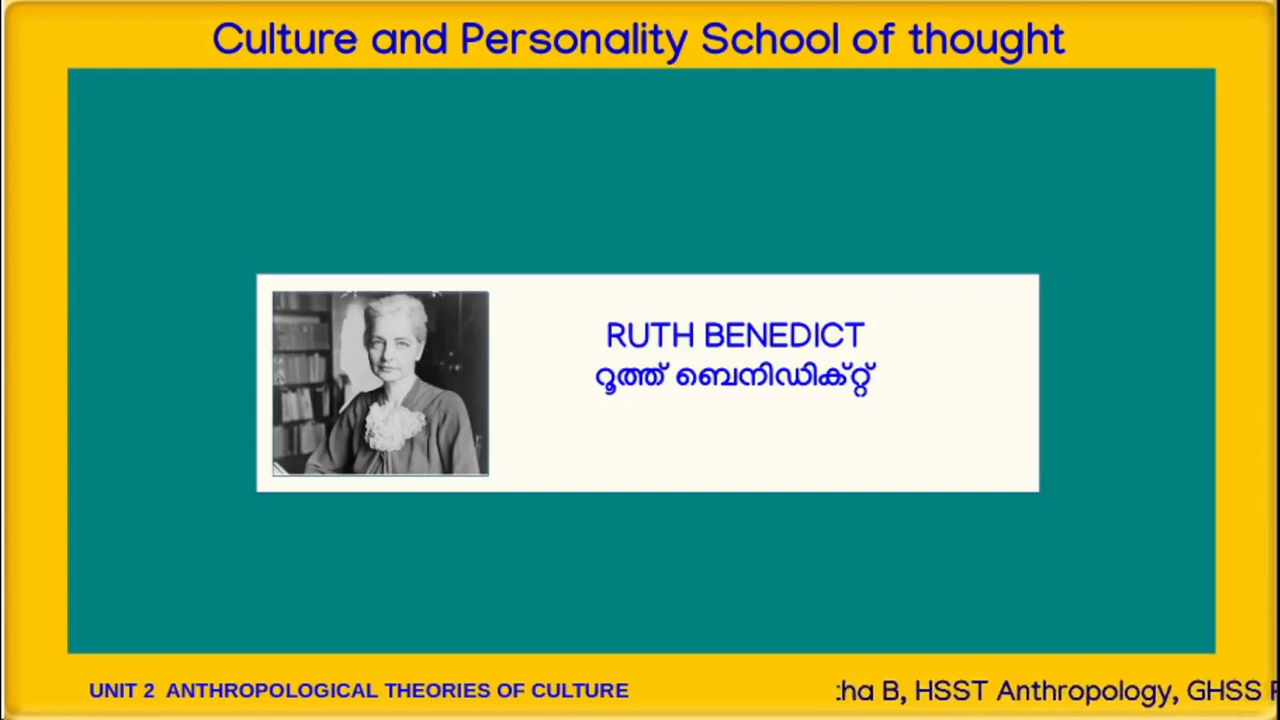 Culture and Personality School of thought
RUTH BENEDICT
റൂത്ത് ബെനിഡിക്റ്റ്
UNIT 2 ANTHROPOLOGICAL THEORIES OF CULTURE
B, HSST Anthropology, GHSS